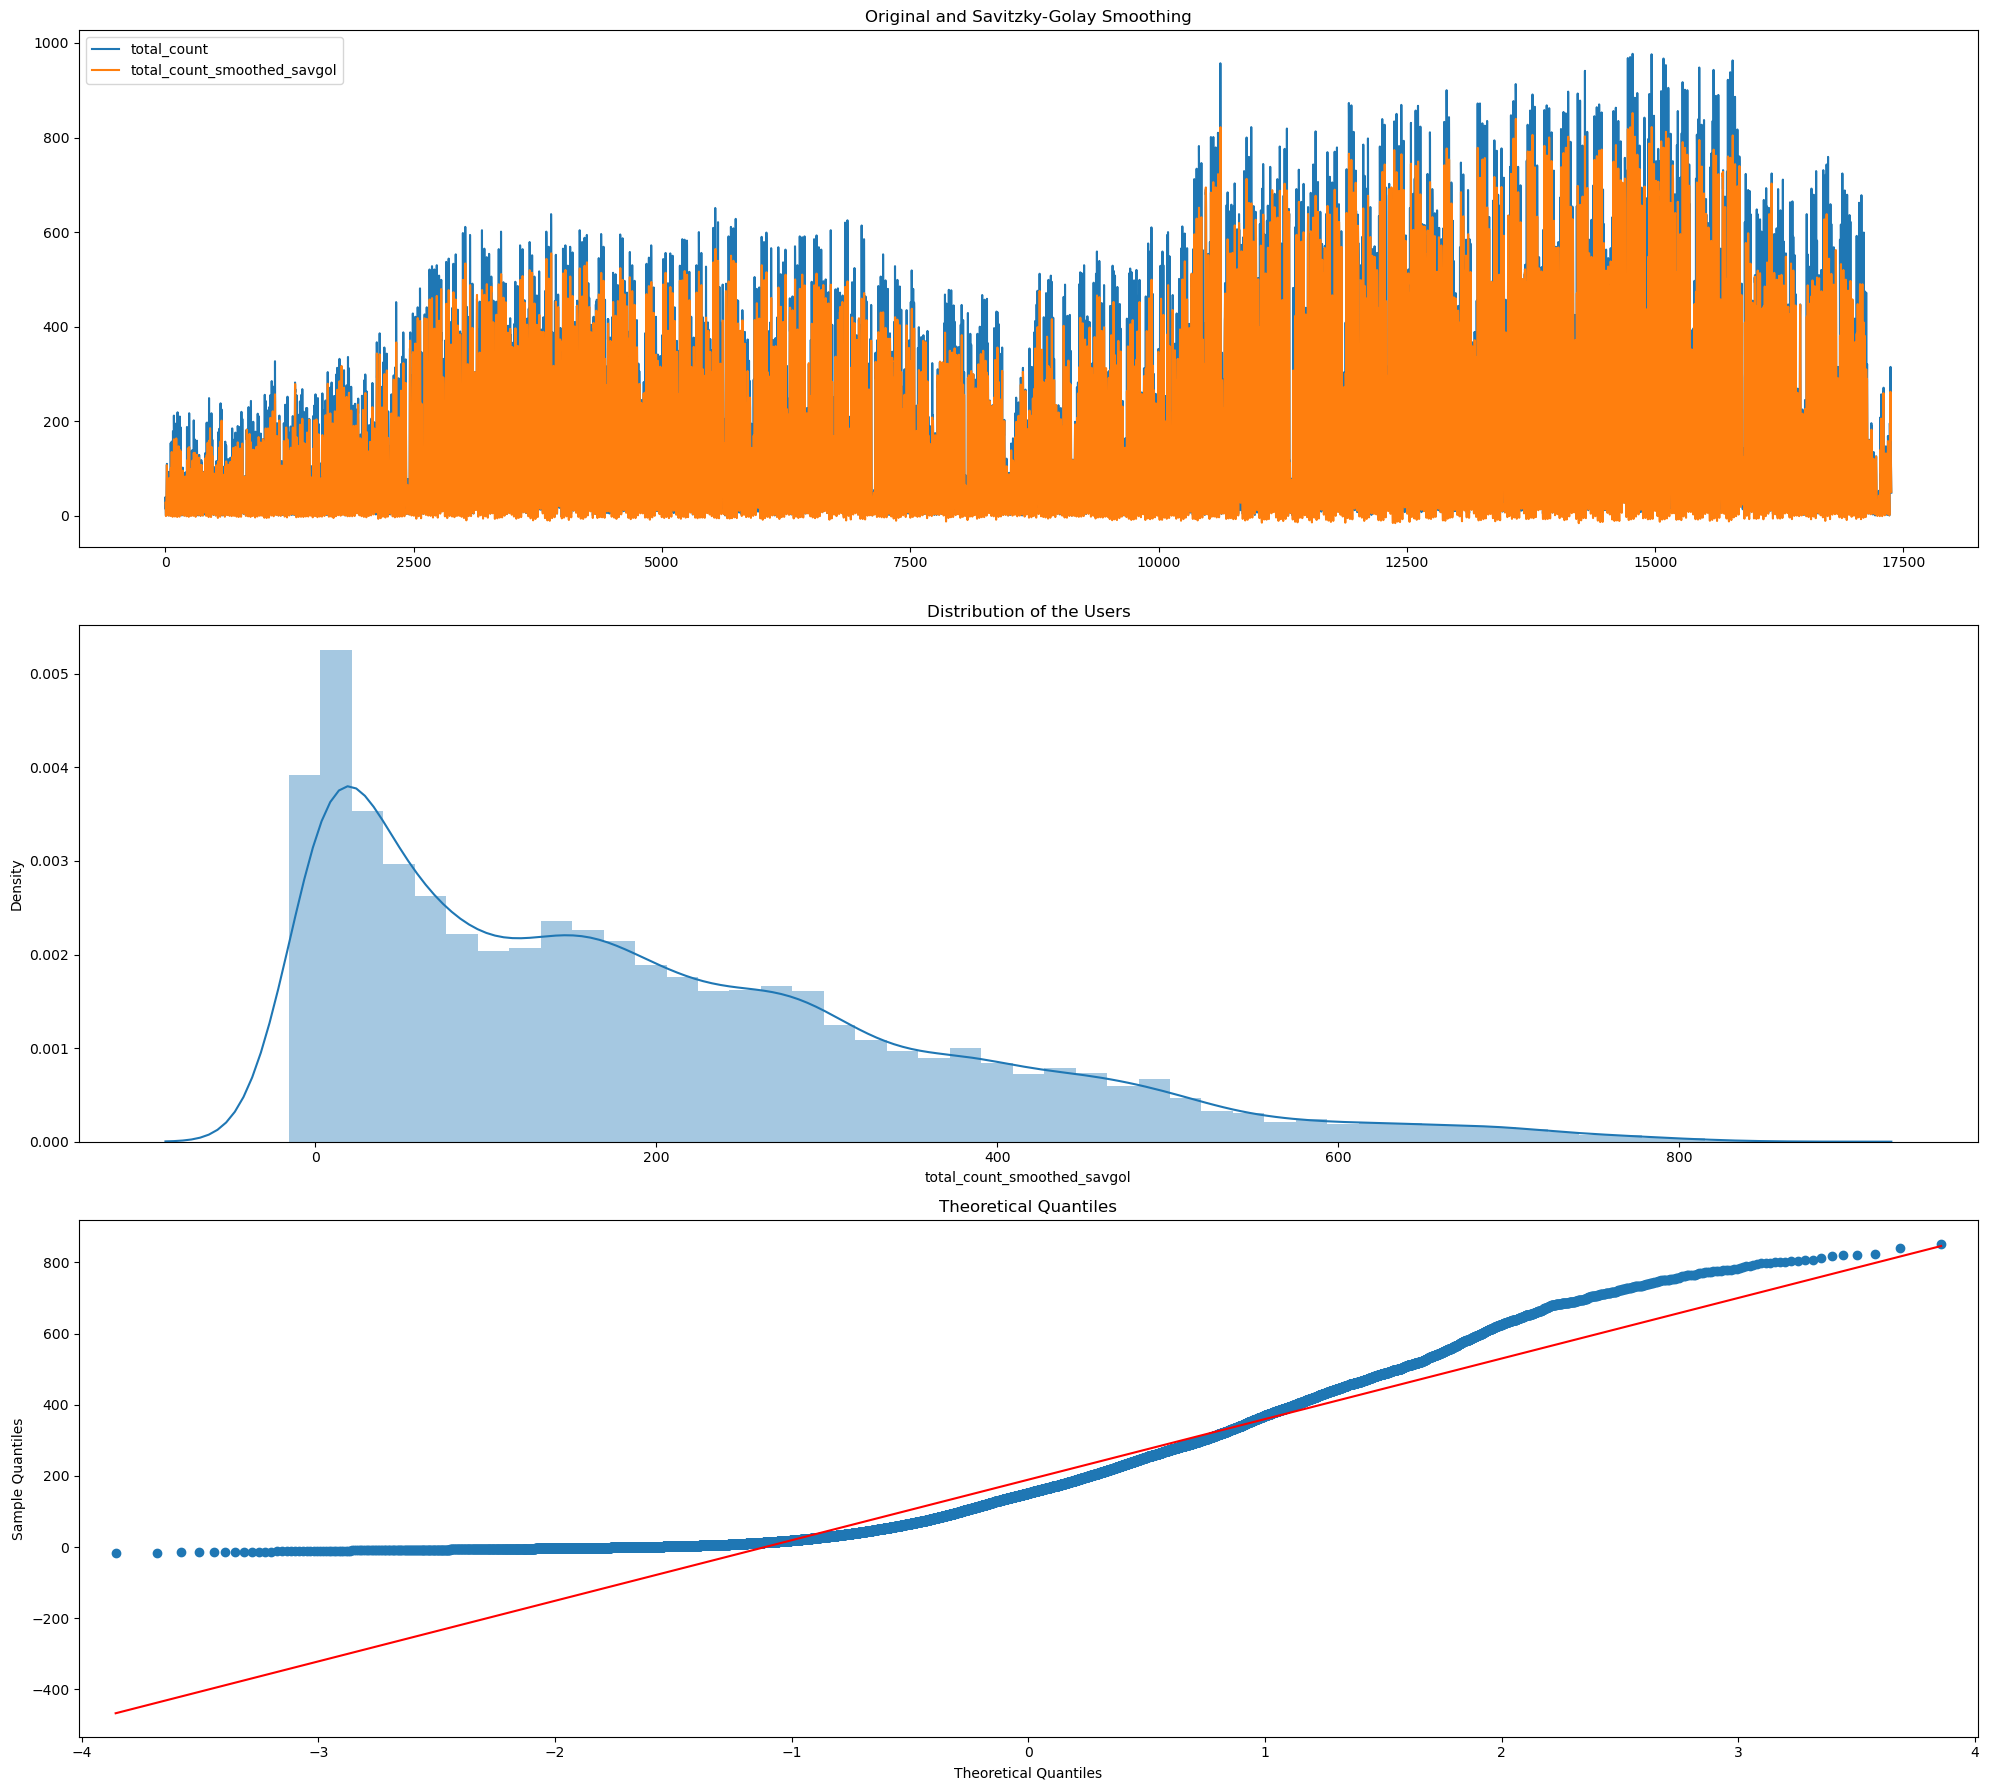 Original and Savitzky-Golay Smoothing
total_count
total_count_smoothed_savgol
1000
800
600
400
200
0
0 2500 5000 7500 10000 12500 15000 17500
Distribution of the Users
Density
0.005
0.004
0.003
0.002
0.001
0.000
0 200 400 600 800
total_count_smoothed_savgol
Theoretical Quantiles
Sample Quantiles
800
600
400
200
0
−200
−400
−4 −3 −2 −1 0 1 2 3 4
Theoretical Quantiles